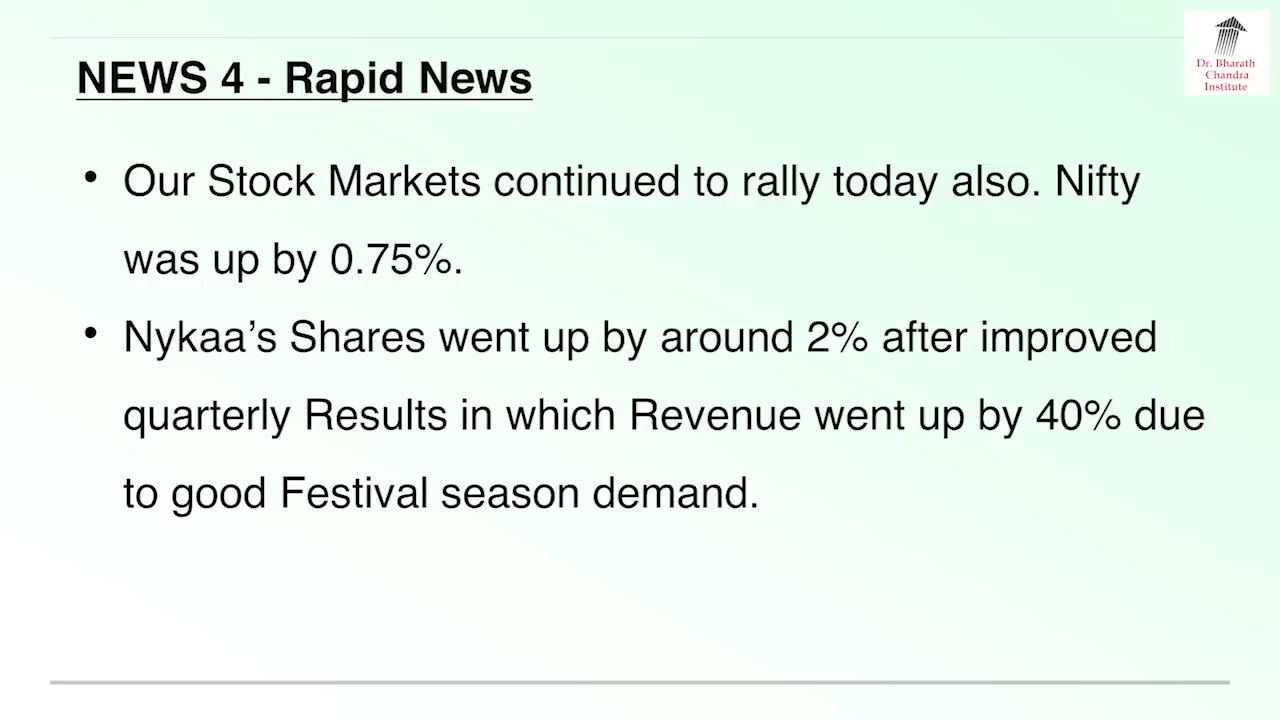 NEWS 4 - Rapid News
Dr. Bharath
Chandra
Institute
• Our Stock Markets continued to rally today also. Nifty
was up by 0.75%.
• Nykaa’s Shares went up by around 2% after improved
quarterly Results in which Revenue went up by 40% due
to good Festival season demand.